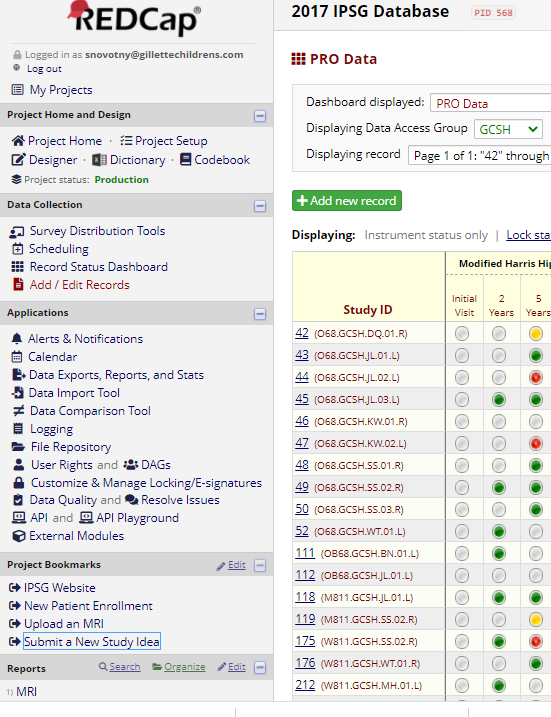 REDCap®
Logged in as snovotny@gillettechildrens.com
Log out
My Projects
Project Home and Design
Project Home · Project Setup
Designer · Dictionary · Codebook
Project status: Production
Data Collection
Survey Distribution Tools
Scheduling
Record Status Dashboard
Add / Edit Records
Applications
Alerts & Notifications
Calendar
Data Exports, Reports, and Stats
Data Import Tool
Data Comparison Tool
Logging
File Repository
User Rights and DAGs
Customize & Manage Locking/E-signatures
Data Quality and Resolve Issues
API and API Playground
External Modules
Project Bookmarks Edit
IPSG Website
New Patient Enrollment
Upload an MRI
Submit a New Study Idea
Reports Search Organize Edit
1) MRI
2017 IPSG Database PID 568
PRO Data
Dashboard displayed: PRO Data
Displaying Data Access Group GCSH
Displaying record Page 1 of 1: "42" through
Add new record
Displaying: Instrument status only | Lock sta
Modified Harris Hip
Study ID
Initial Visit
2 Years
5 Years
42 (O68.GCSH.DQ.01.R)
43 (O68.GCSH.JL.01.L)
44 (O68.GCSH.JL.02.L)
45 (O68.GCSH.JL.03.L)
46 (O68.GCSH.KW.01.R)
47 (O68.GCSH.KW.02.L)
48 (O68.GCSH.SS.01.R)
49 (O68.GCSH.SS.02.R)
50 (O68.GCSH.SS.03.R)
52 (O68.GCSH.WT.01.L)
111 (OB68.GCSH.BN.01.L)
112 (OB68.GCSH.JL.01.L)
118 (M811.GCSH.JL.01.L)
119 (M811.GCSH.SS.02.R)
175 (W811.GCSH.SS.02.R)
176 (W811.GCSH.WT.01.R)
212 (W811.GCSH.MH.01.L)